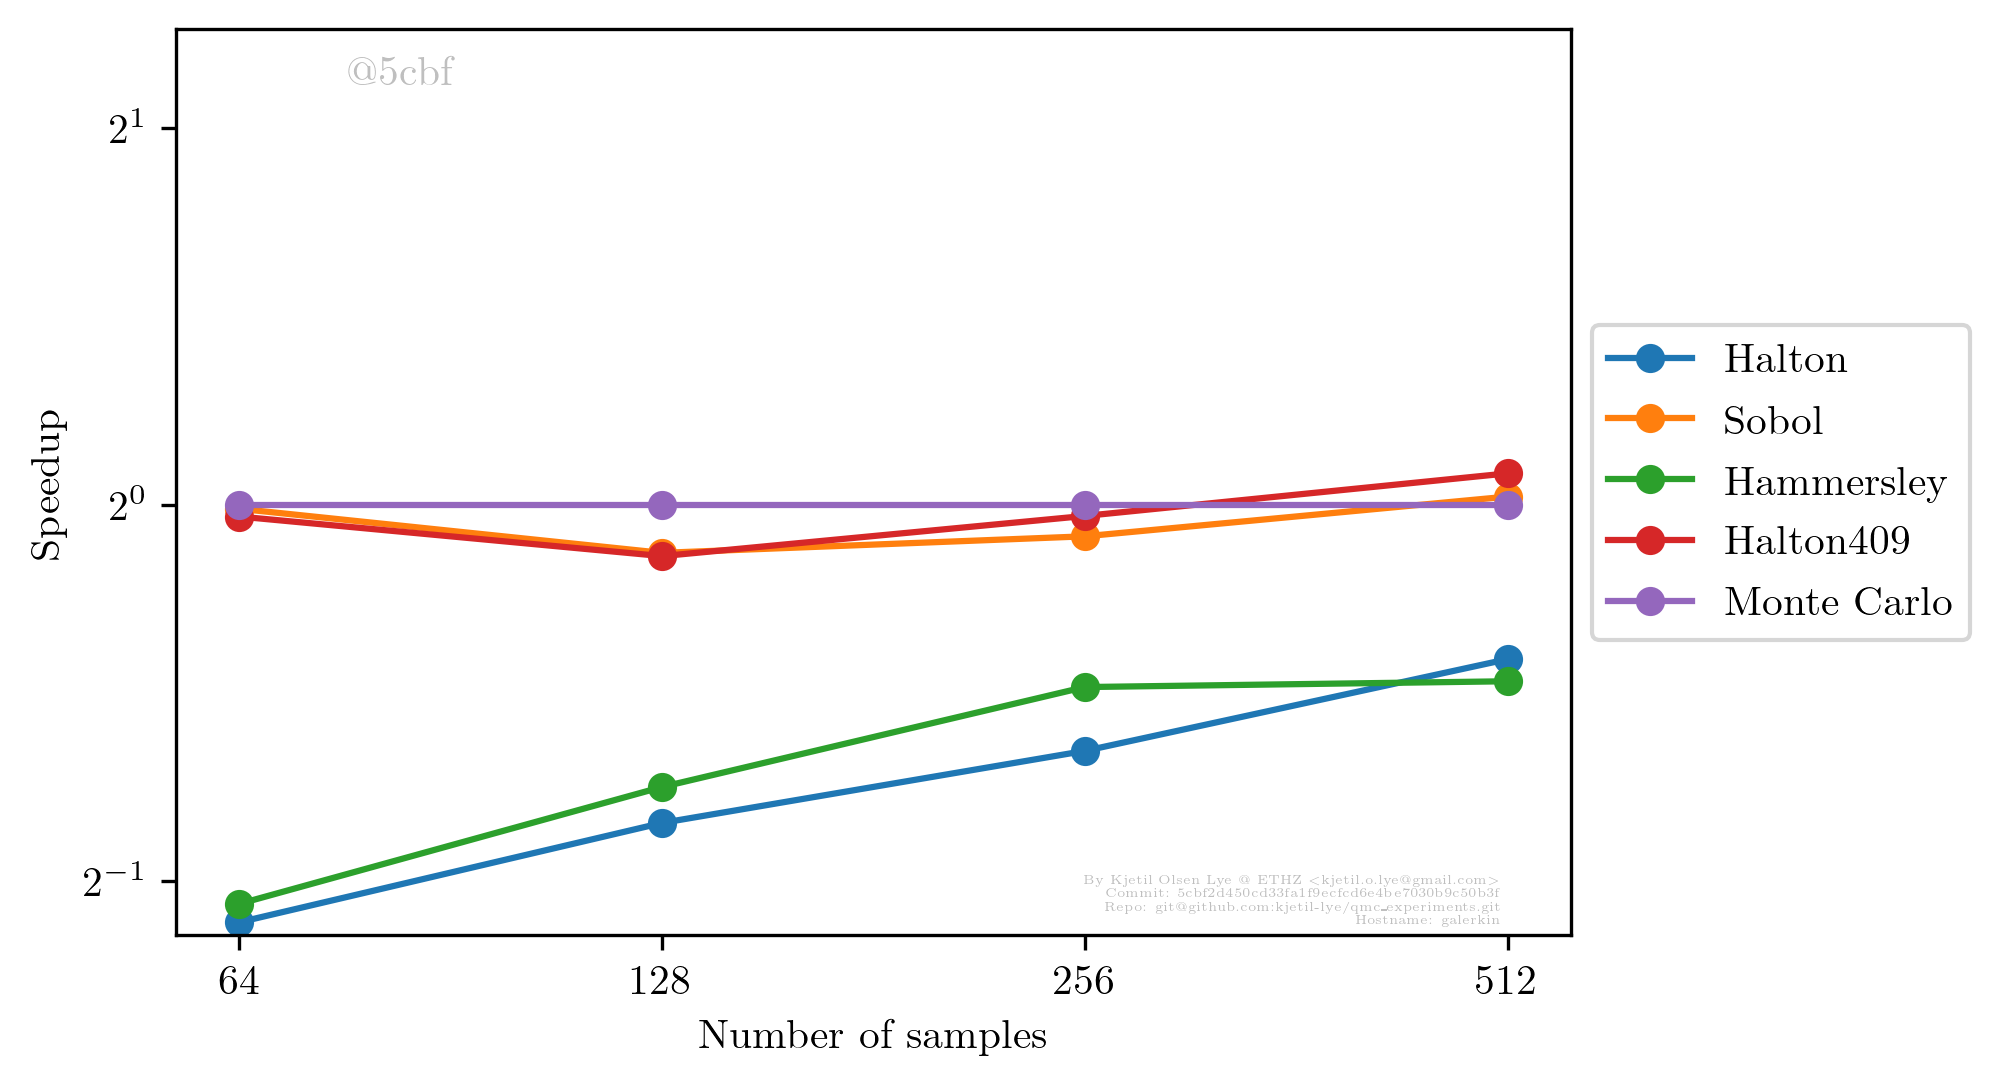 @5cbf
2^1
2^0
2^{-1}
Speedup
64 128 256 512
Number of samples
Halton
Sobol
Hammersley
Halton409
Monte Carlo
By Kjetil Olsen Lye @ ETHZ <kjetil.o.lye@gmail.com>
Commit: 5cbf2d450cd33fa1f9ecfcd6e4be7030b9c50b3f
Repo: git@github.com:kjetil-lye/qmc_experiments.git
Hostname: galerkin